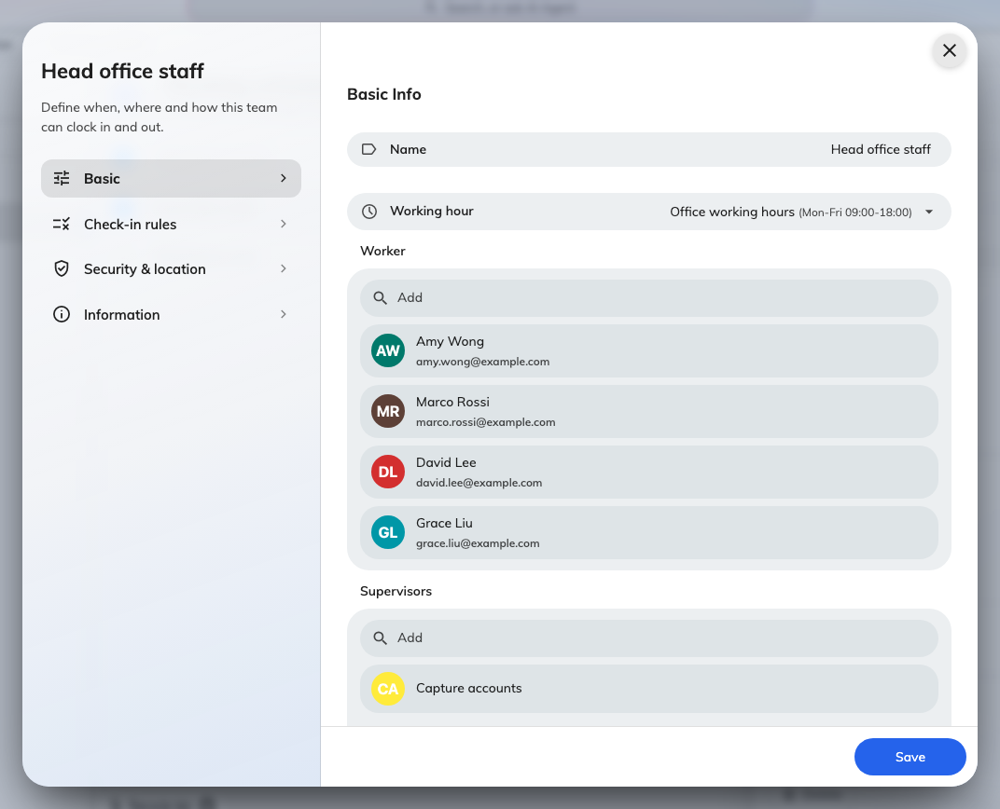 Head office staff
Define when, where and how this team
can clock in and out.
Basic
Check-in rules
Security & location
Information
Basic Info
Name Head office staff
Working hour Office working hours (Mon-Fri 09:00-18:00)
Worker
Add
AW Amy Wong
amy.wong@example.com
MR Marco Rossi
marco.rossi@example.com
DL David Lee
david.lee@example.com
GL Grace Liu
grace.liu@example.com
Supervisors
Add
CA Capture accounts
Save